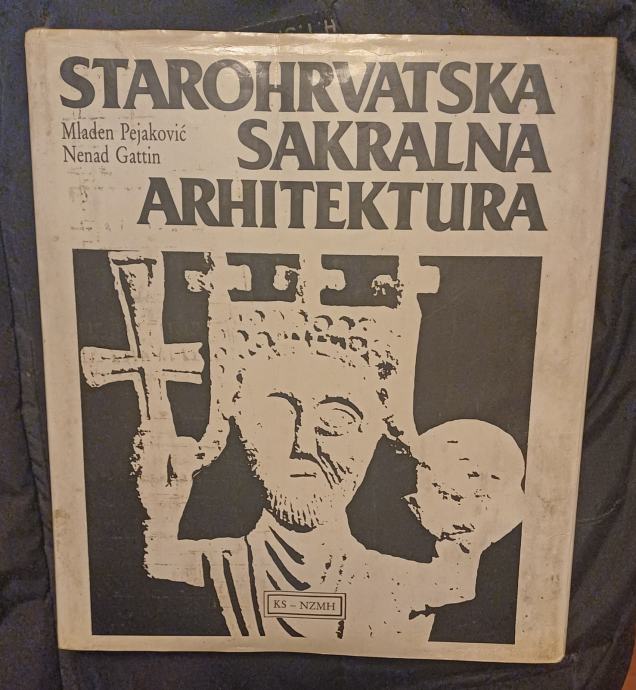 STAROHRVATSKA
Mladen Pejaković
SAKRALNA
Nenad Gattin
ARHITEKTURA
KS – NZMH